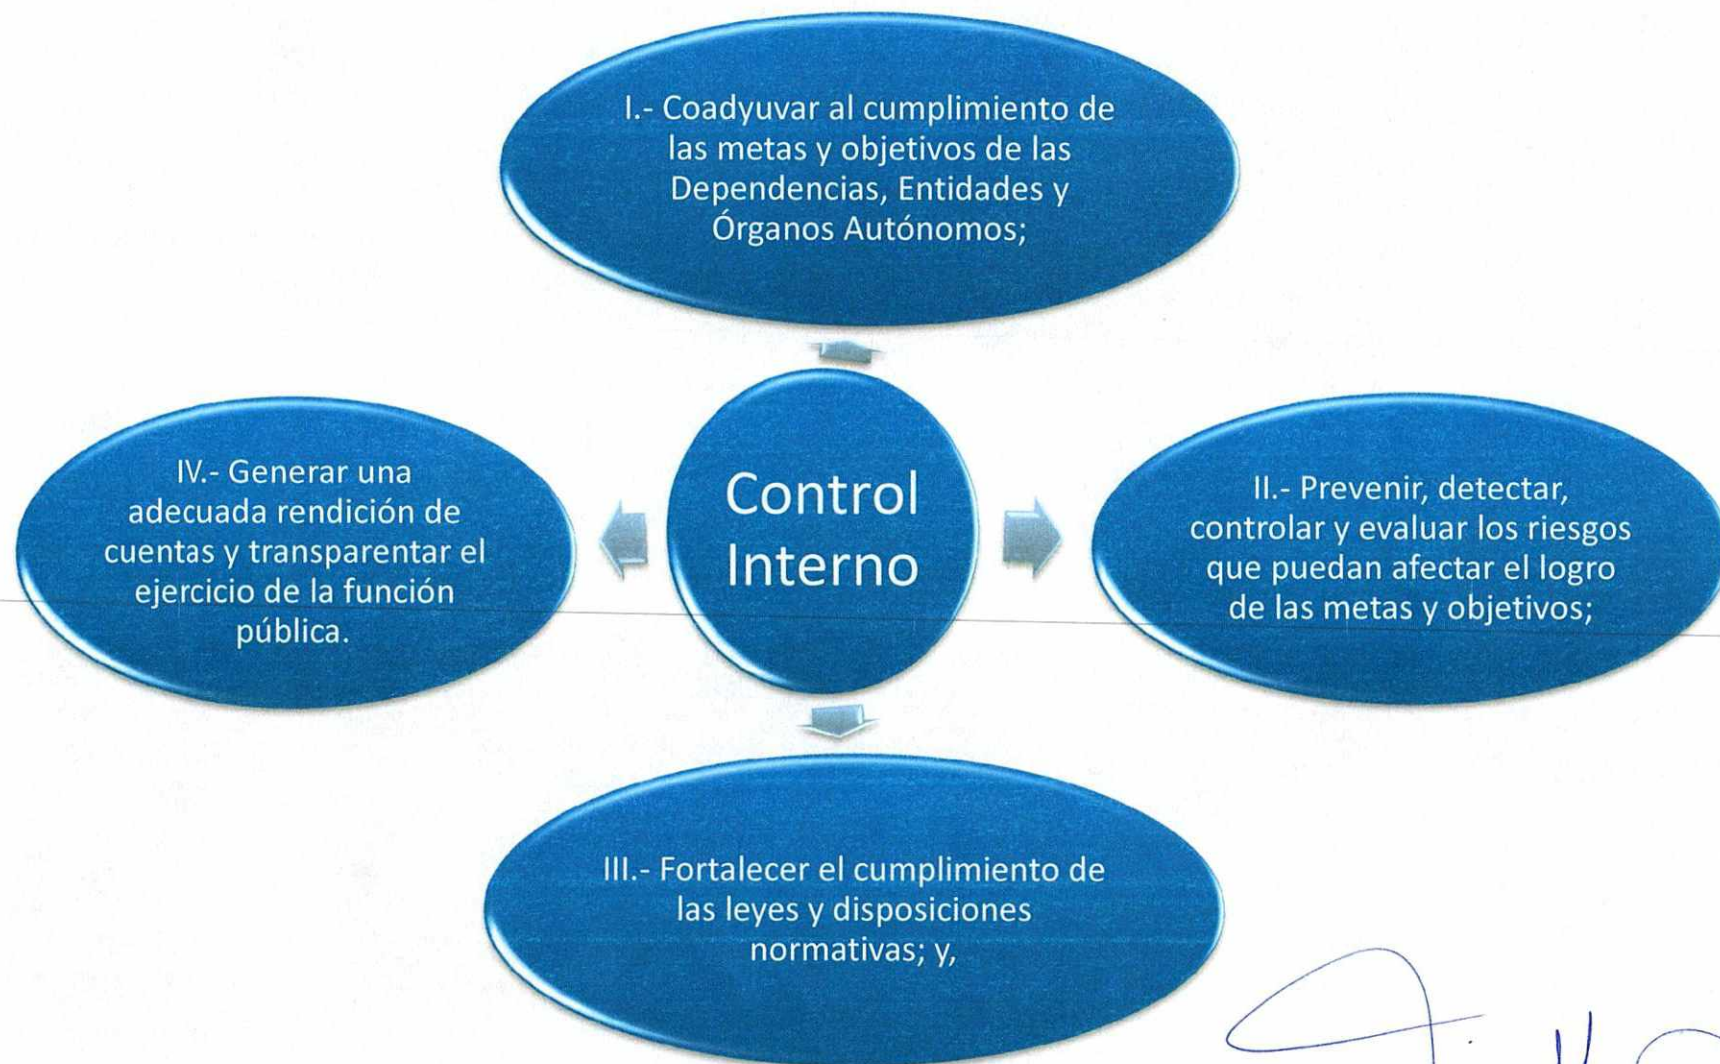 I.- Coadyuvar al cumplimiento de
las metas y objetivos de las
Dependencias, Entidades y
Órganos Autónomos;
Control
Interno
II.- Prevenir, detectar,
controlar y evaluar los riesgos
que puedan afectar el logro
de las metas y objetivos;
III.- Fortalecer el cumplimiento de
las leyes y disposiciones
normativas; y,
IV.- Generar una
adecuada rendición de
cuentas y transparentar el
ejercicio de la función
pública.